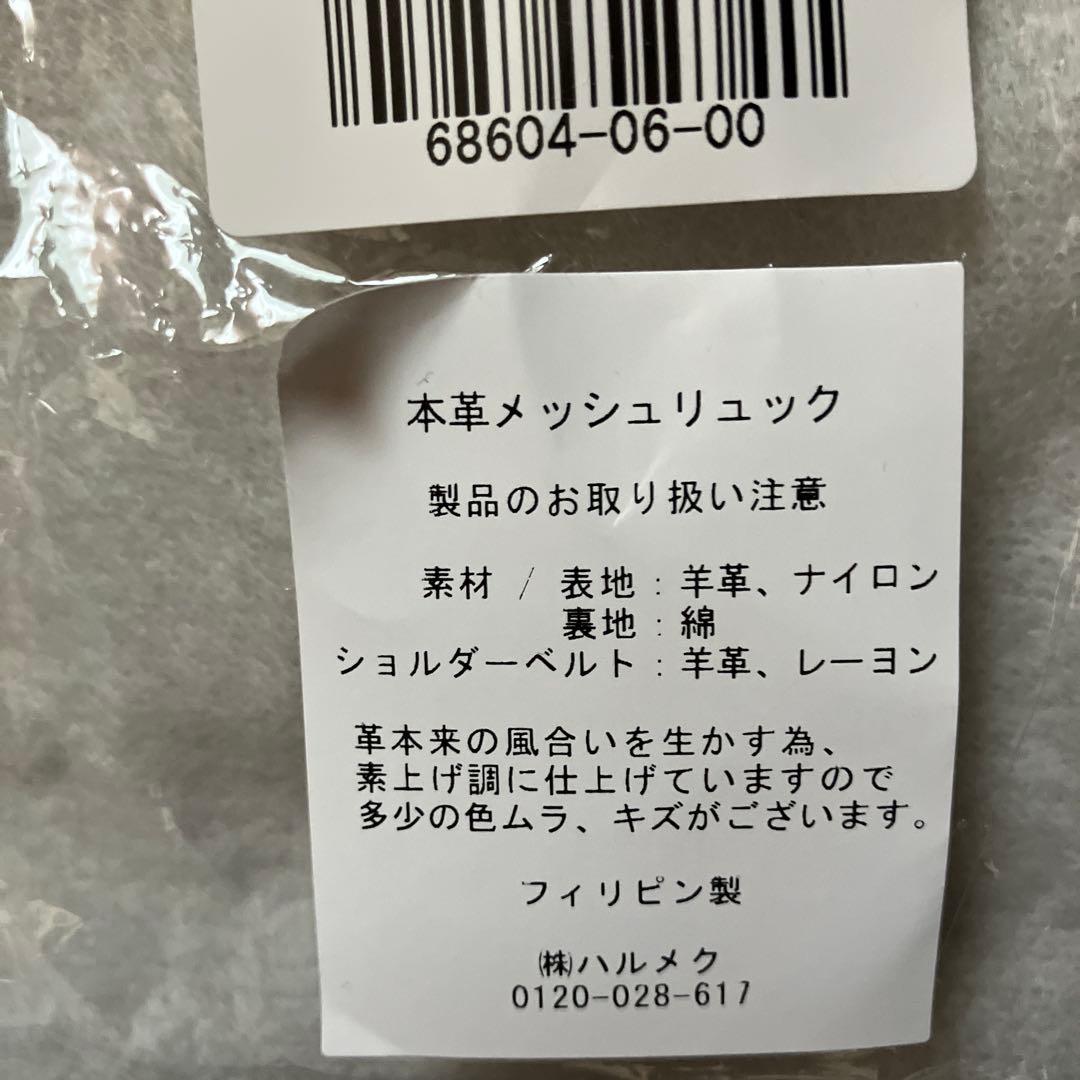 68604-06-00
本革メッシュリュック
製品のお取り扱い注意
素材 / 表地：羊革、ナイロン
裏地：綿
ショルダーベルト：羊革、レーヨン
革本来の風合いを生かす為、
素上げ調に仕上げていますので
多少の色ムラ、キズがございます。
フィリピン製
㈱ハルメク
0120-028-617